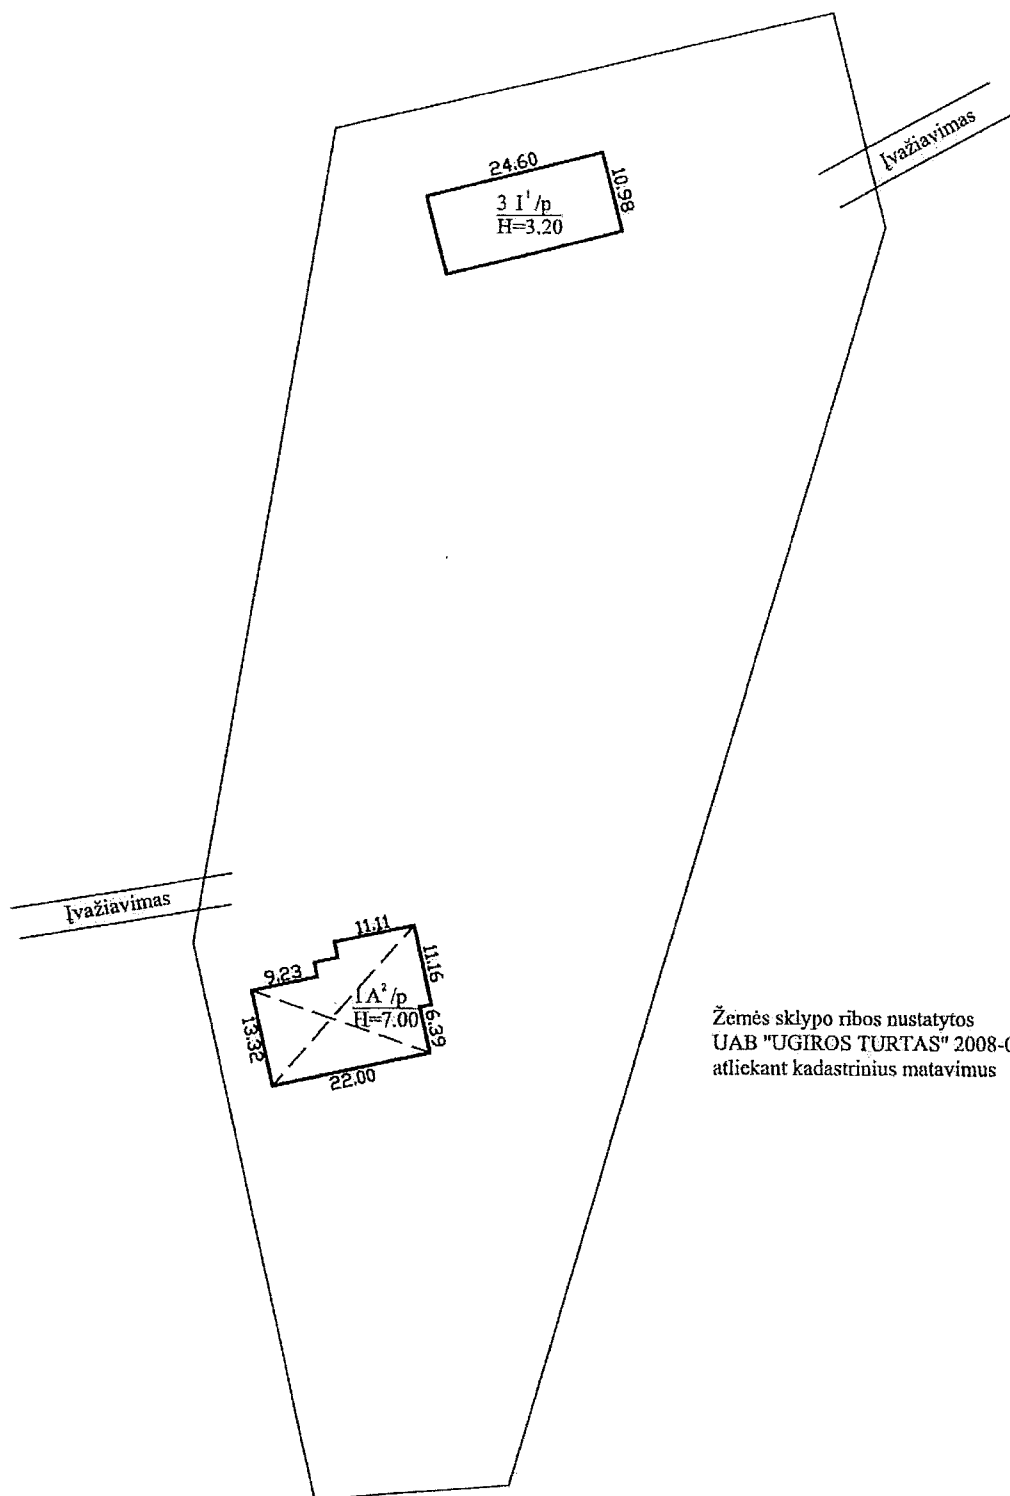 Įvažiavimas
24.60
10.98
3 I¹/p
H=3.20
Įvažiavimas
11.11
9.23
11.16
1A²/p
H=7.00
6.39
13.32
22.00
Žemės sklypo ribos nustatytos
UAB "UGIROS TURTAS" 2008-0
atliekant kadastrinius matavimus